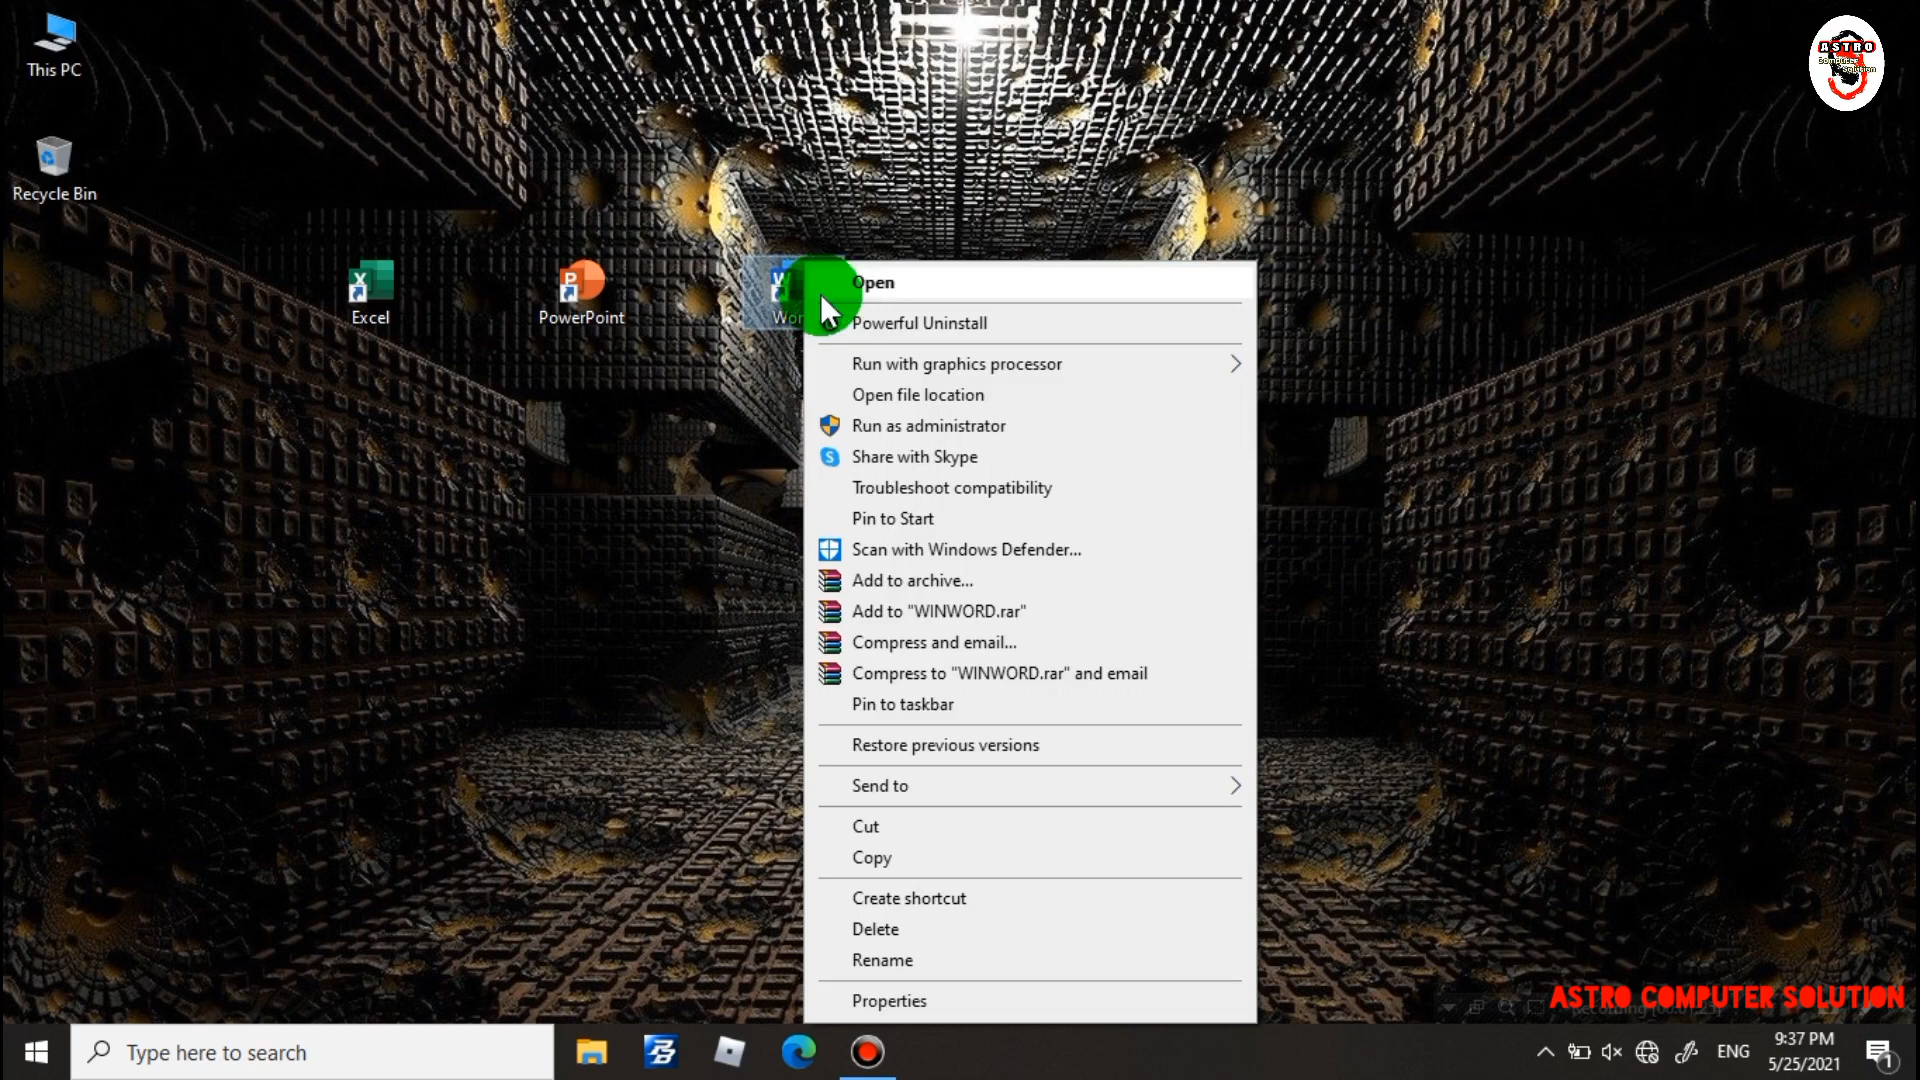 This PC
Recycle Bin
Excel
PowerPoint
Open
Powerful Uninstall
Run with graphics processor
Open file location
Run as administrator
Share with Skype
Troubleshoot compatibility
Pin to Start
Scan with Windows Defender...
Add to archive...
Add to "WINWORD.rar"
Compress and email...
Compress to "WINWORD.rar" and email
Pin to taskbar
Restore previous versions
Send to
Cut
Copy
Create shortcut
Delete
Rename
Properties
ASTRO
Computer
Solution
ASTRO COMPUTER SOLUTION
Type here to search
ENG
9:37 PM
5/25/2021
1